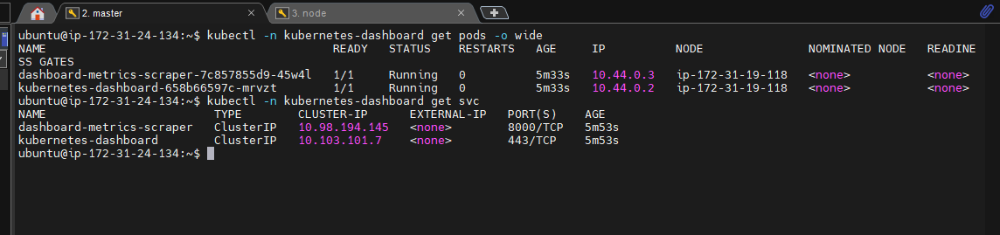 2. master
3. node
ubuntu@ip-172-31-24-134:~$ kubectl -n kubernetes-dashboard get pods -o wide
NAME READY STATUS RESTARTS AGE IP NODE NOMINATED NODE READINE
SS GATES
dashboard-metrics-scraper-7c857855d9-45w4l 1/1 Running 0 5m33s 10.44.0.3 ip-172-31-19-118 <none> <none>
kubernetes-dashboard-658b66597c-mrvzt 1/1 Running 0 5m33s 10.44.0.2 ip-172-31-19-118 <none> <none>
ubuntu@ip-172-31-24-134:~$ kubectl -n kubernetes-dashboard get svc
NAME TYPE CLUSTER-IP EXTERNAL-IP PORT(S) AGE
dashboard-metrics-scraper ClusterIP 10.98.194.145 <none> 8000/TCP 5m53s
kubernetes-dashboard ClusterIP 10.103.101.7 <none> 443/TCP 5m53s
ubuntu@ip-172-31-24-134:~$